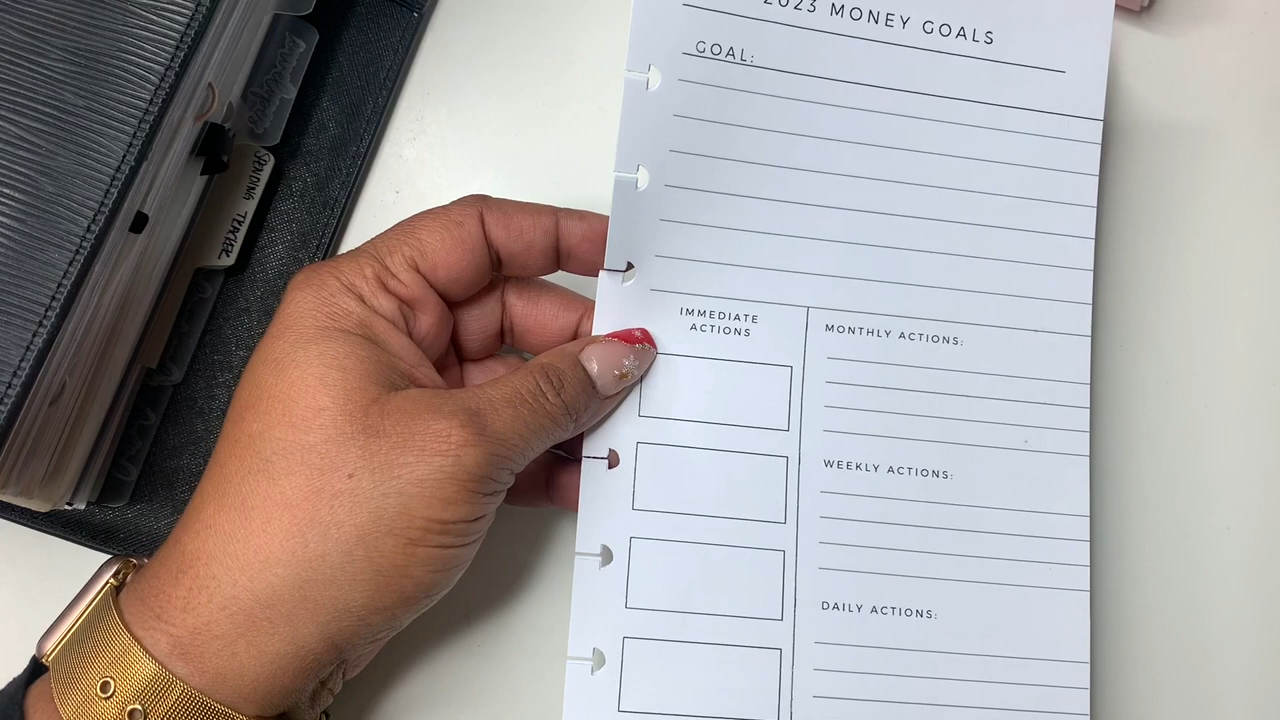 2023 MONEY GOALS
GOAL:
IMMEDIATE
ACTIONS
MONTHLY ACTIONS:
WEEKLY ACTIONS:
DAILY ACTIONS:
SPENDING TRACKER